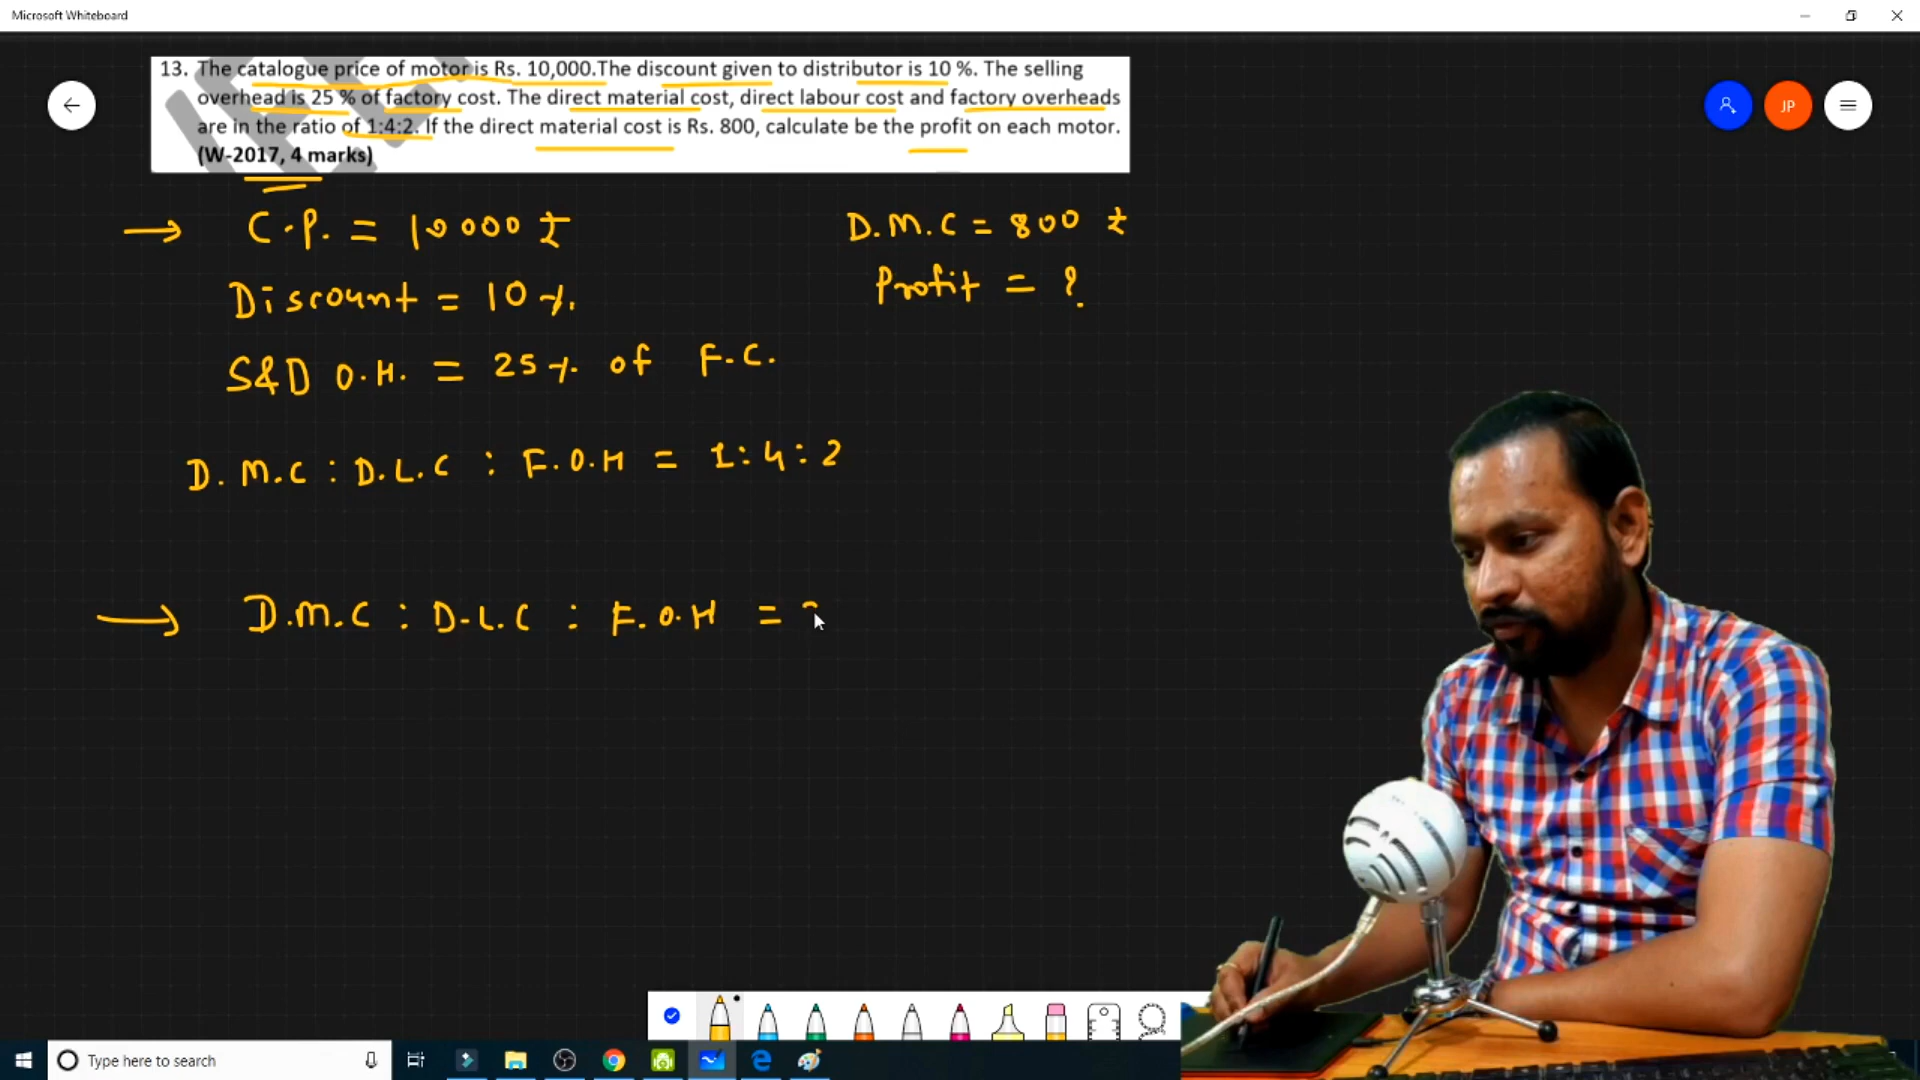 Microsoft Whiteboard
13. The catalogue price of motor is Rs. 10,000.The discount given to distributor is 10 %. The selling
overhead is 25 % of factory cost. The direct material cost, direct labour cost and factory overheads
are in the ratio of 1:4:2. If the direct material cost is Rs. 800, calculate be the profit on each motor.
(W-2017, 4 marks)
JP
→ C.P. = 10000 ₹
D.M.C = 800 ₹
Discount = 10 %.
Profit = ?
S&D O.H. = 25 % of F.C.
D.M.C : D.L.C : F.O.H = 1:4:2
→ D.M.C : D.L.C : F.O.H =
Type here to search